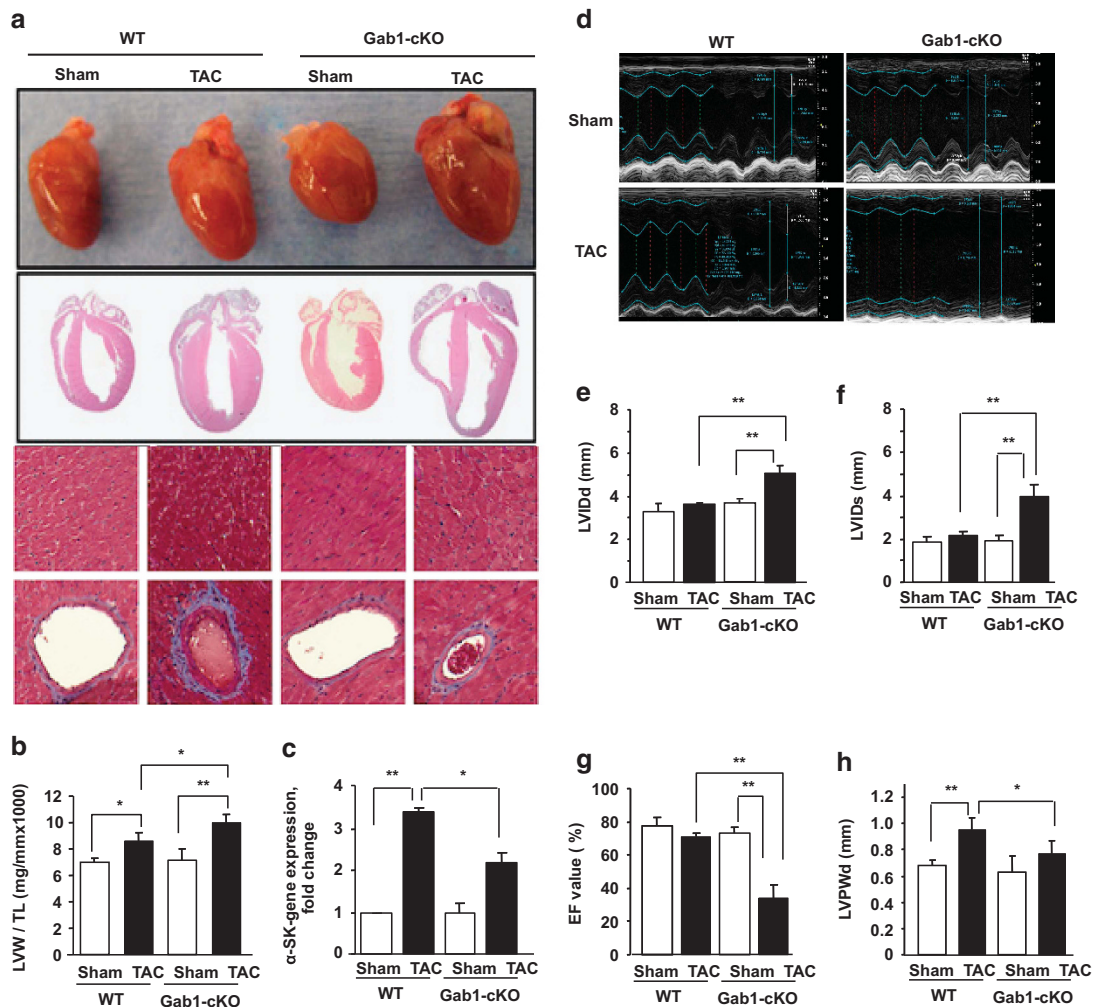 a
WT
Gab1-cKO
Sham
TAC
Sham
TAC
d
WT
Gab1-cKO
Sham
TAC
b
LVW / TL (mg/mmx1000)
12
10
8
6
4
2
0
*
*
**
Sham TAC Sham TAC
WT
Gab1-cKO
c
α-SK-gene expression,
fold change
4
3
2
1
0
**
*
Sham TAC Sham TAC
WT
Gab1-cKO
e
LVIDd (mm)
8
6
4
2
0
**
**
Sham TAC Sham TAC
WT
Gab1-cKO
f
LVIDs (mm)
8
6
4
2
0
**
**
Sham TAC Sham TAC
WT
Gab1-cKO
g
EF value ( %)
100
80
60
40
20
0
**
**
Sham TAC Sham TAC
WT
Gab1-cKO
h
LVPWd (mm)
1.2
1.0
0.8
0.6
0.4
0.2
0
**
*
Sham TAC Sham TAC
WT
Gab1-cKO